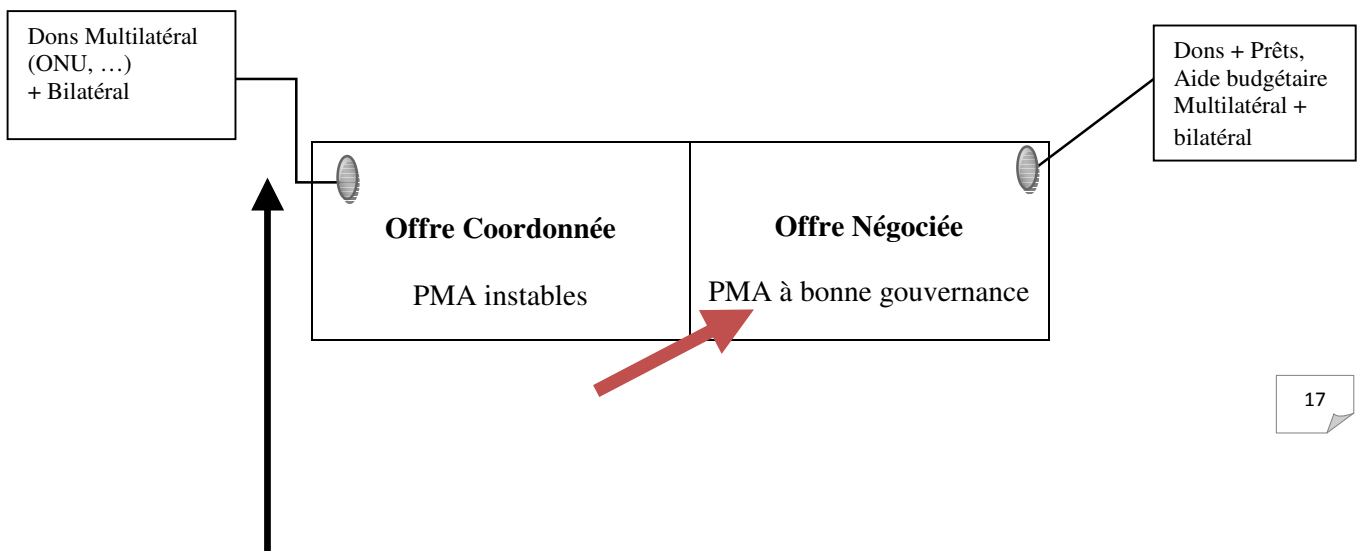 Dons Multilatéral
(ONU, …)
+ Bilatéral
Dons + Prêts,
Aide budgétaire
Multilatéral +
bilatéral
Offre Coordonnée
PMA instables
Offre Négociée
PMA à bonne gouvernance
17